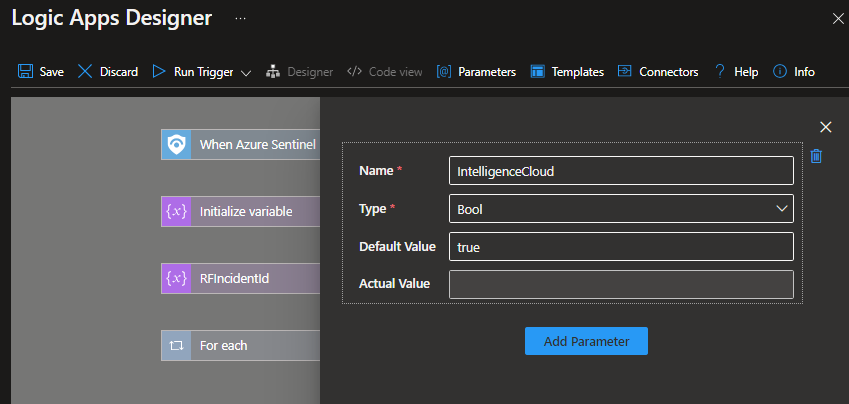 Logic Apps Designer ...
Save Discard Run Trigger Designer Code view Parameters Templates Connectors Help Info
When Azure Sentinel
Name * IntelligenceCloud
Initialize variable
Type * Bool
Default Value true
RFIncidentId
Actual Value
For each
Add Parameter